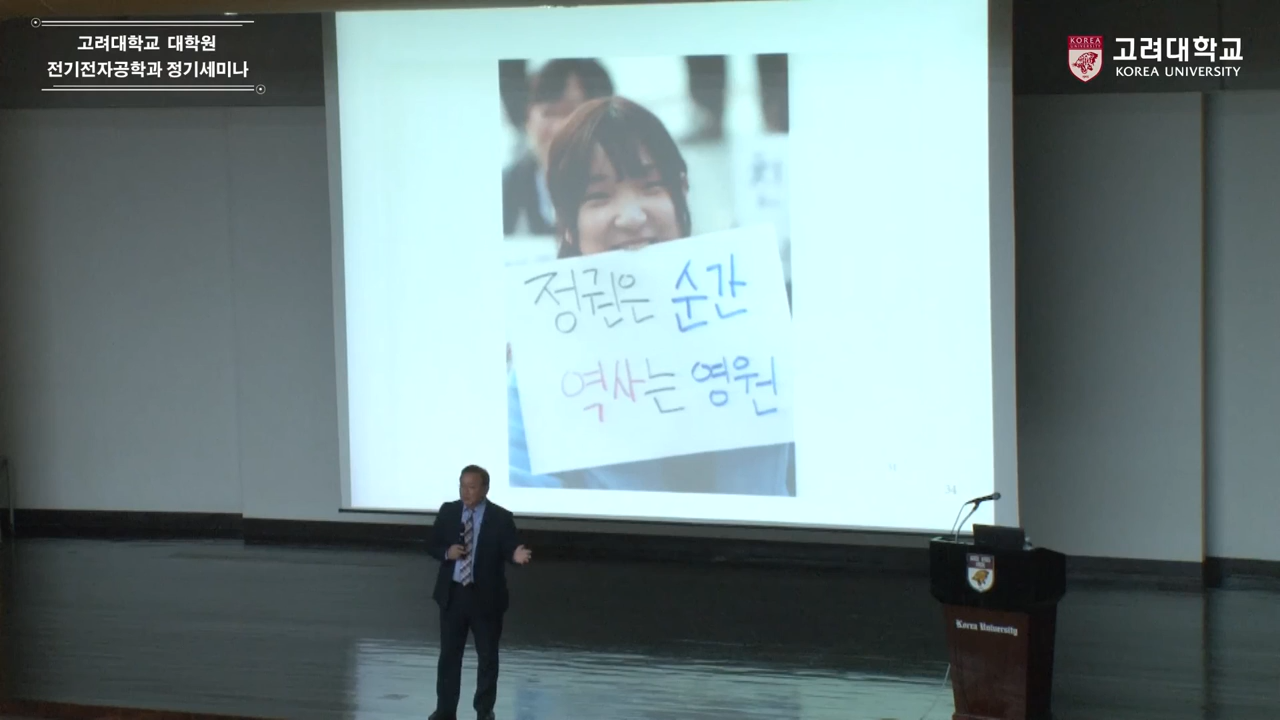 고려대학교 대학원
전기전자공학과 정기세미나
KOREA
고려대학교
KOREA UNIVERSITY
정권은 순간
역사는 영원
34
Korea University